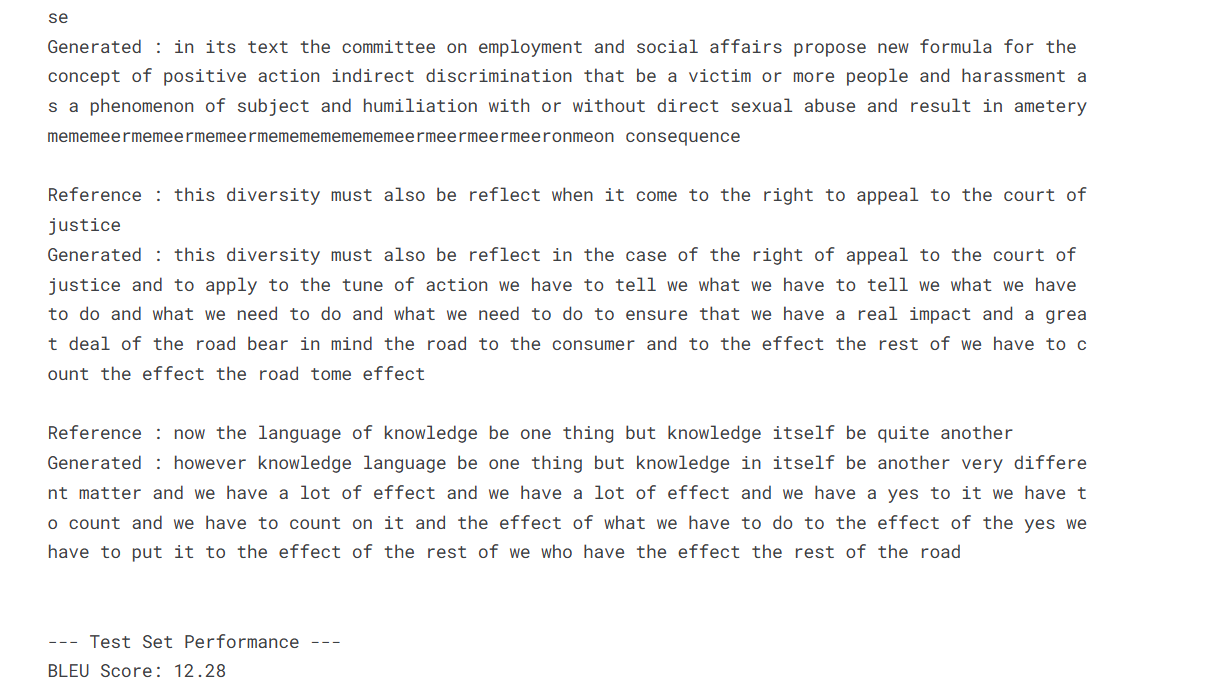 se
Generated : in its text the committee on employment and social affairs propose new formula for the
concept of positive action indirect discrimination that be a victim or more people and harassment a
s a phenomenon of subject and humiliation with or without direct sexual abuse and result in ametery
mememeermemeermemeermemememememememeermeermeermeeronmeon consequence
Reference : this diversity must also be reflect when it come to the right to appeal to the court of
justice
Generated : this diversity must also be reflect in the case of the right of appeal to the court of
justice and to apply to the tune of action we have to tell we what we have to tell we what we have
to do and what we need to do and what we need to do to ensure that we have a real impact and a grea
t deal of the road bear in mind the road to the consumer and to the effect the rest of we have to c
ount the effect the road tome effect
Reference : now the language of knowledge be one thing but knowledge itself be quite another
Generated : however knowledge language be one thing but knowledge in itself be another very differe
nt matter and we have a lot of effect and we have a lot of effect and we have a yes to it we have t
o count and we have to count on it and the effect of what we have to do to the effect of the yes we
have to put it to the effect of the rest of we who have the effect the rest of the road
--- Test Set Performance ---
BLEU Score: 12.28